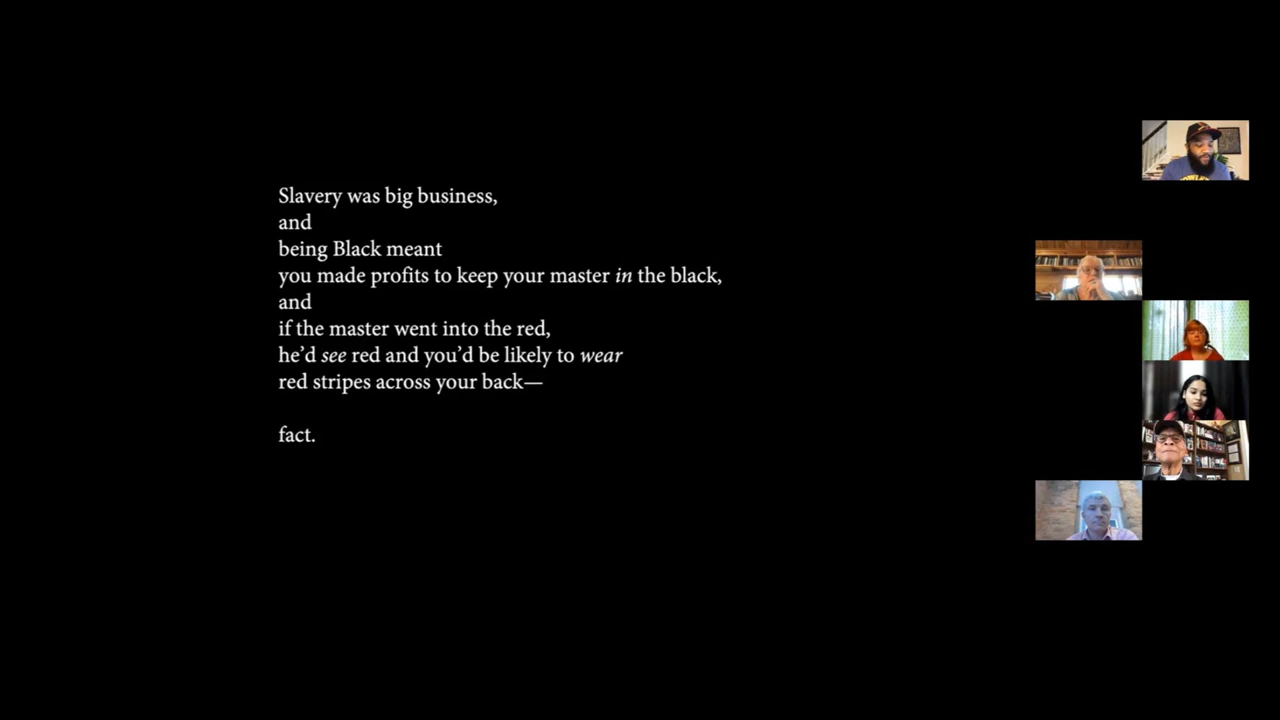 Slavery was big business,
and
being Black meant
you made profits to keep your master in the black,
and
if the master went into the red,
he’d see red and you’d be likely to wear
red stripes across your back—
fact.